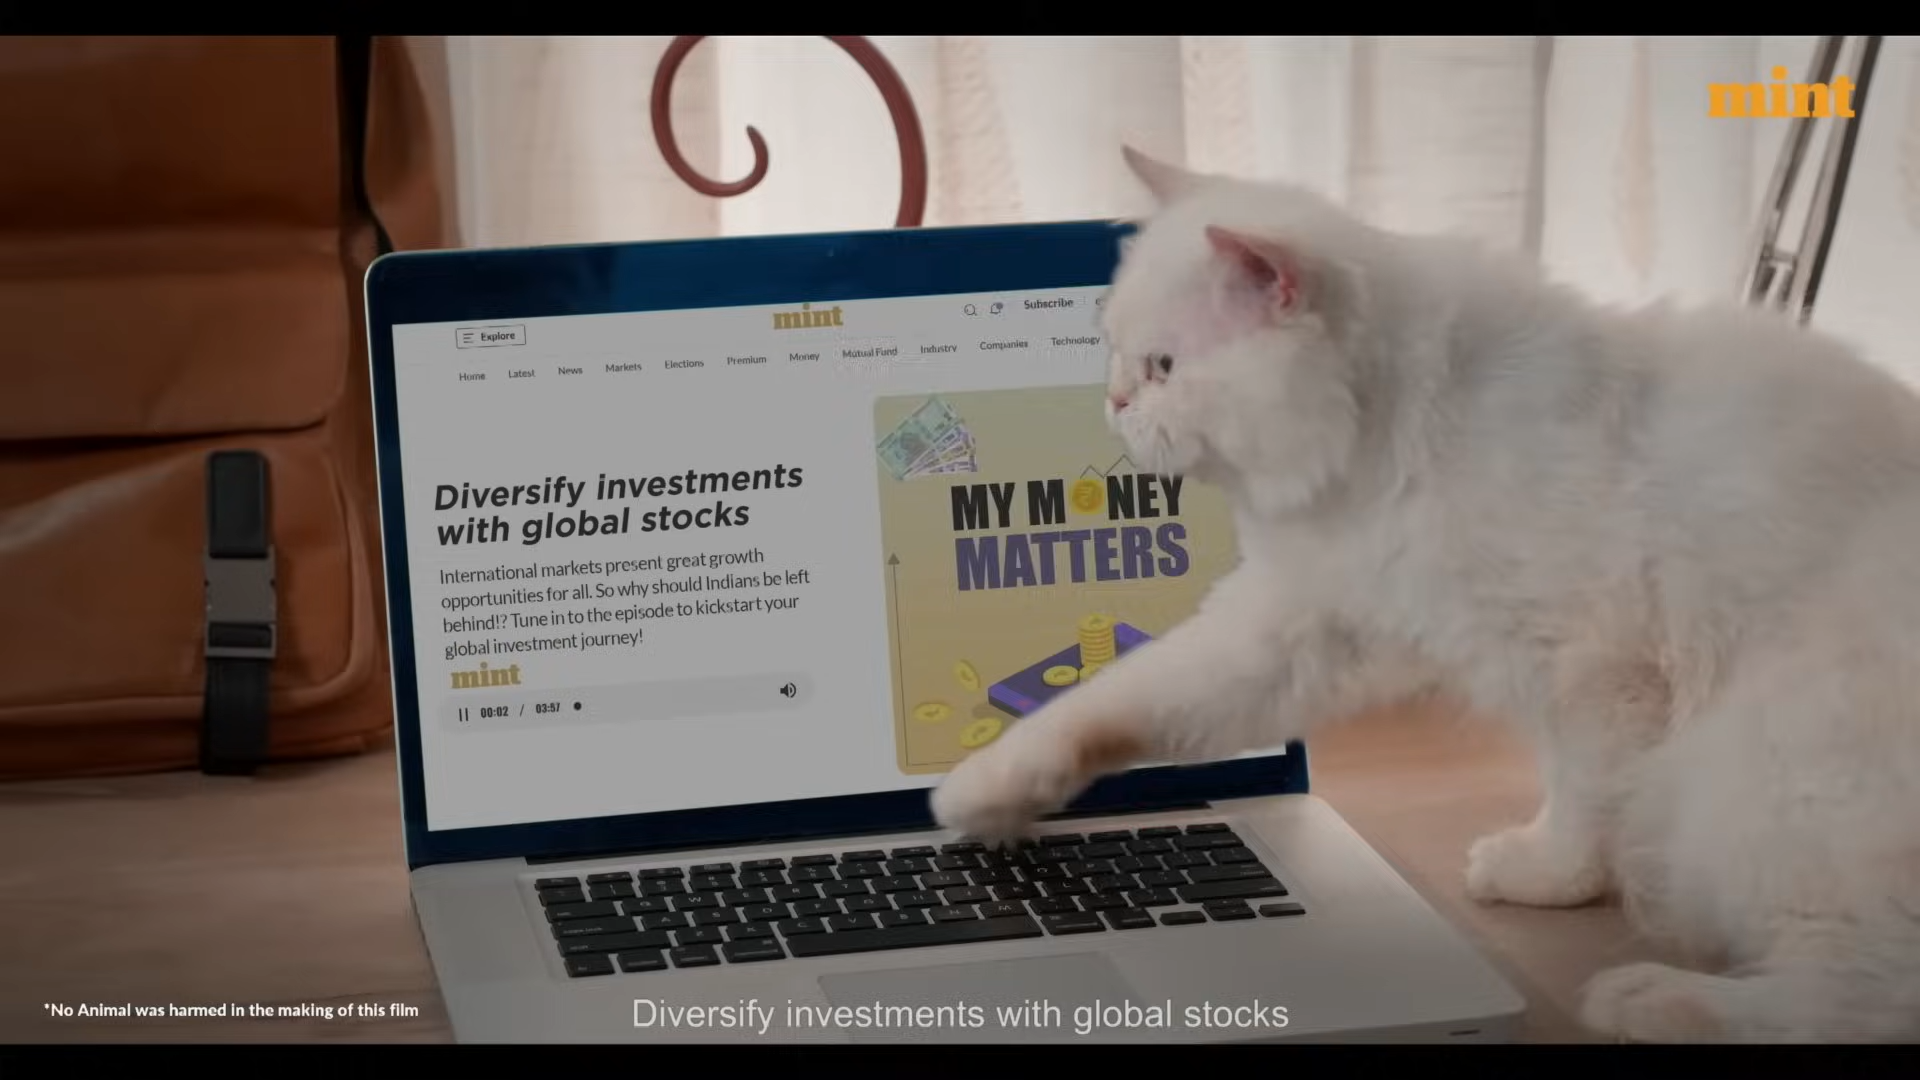 mint
mint
Explore
Subscribe
Home Latest News Markets Elections Premium Money Mutual Fund Industry Companies Technology
Diversify investments
with global stocks
International markets present great growth
opportunities for all. So why should Indians be left
behind!? Tune in to the episode to kickstart your
global investment journey!
mint
00:02 / 03:57
MY MONEY
MATTERS
*No Animal was harmed in the making of this film
Diversify investments with global stocks